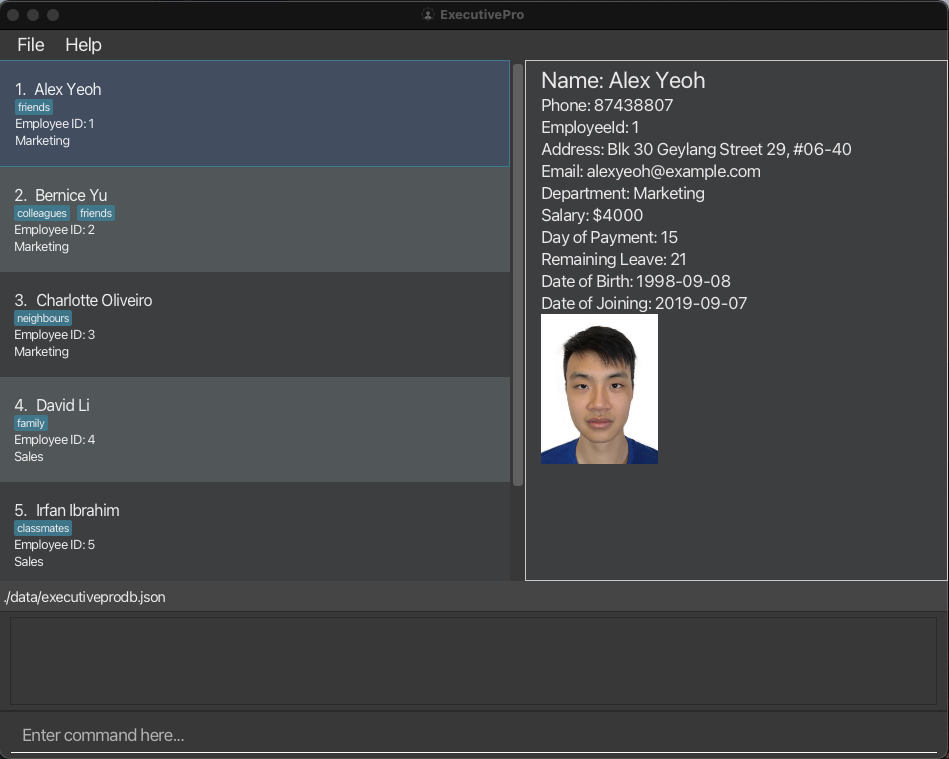 ExecutivePro
File Help
1. Alex Yeoh
friends
Employee ID: 1
Marketing
2. Bernice Yu
colleagues friends
Employee ID: 2
Marketing
3. Charlotte Oliveiro
neighbours
Employee ID: 3
Marketing
4. David Li
family
Employee ID: 4
Sales
5. Irfan Ibrahim
classmates
Employee ID: 5
Sales
Name: Alex Yeoh
Phone: 87438807
EmployeeId: 1
Address: Blk 30 Geylang Street 29, #06-40
Email: alexyeoh@example.com
Department: Marketing
Salary: $4000
Day of Payment: 15
Remaining Leave: 21
Date of Birth: 1998-09-08
Date of Joining: 2019-09-07
./data/executiveprodb.json
Enter command here...